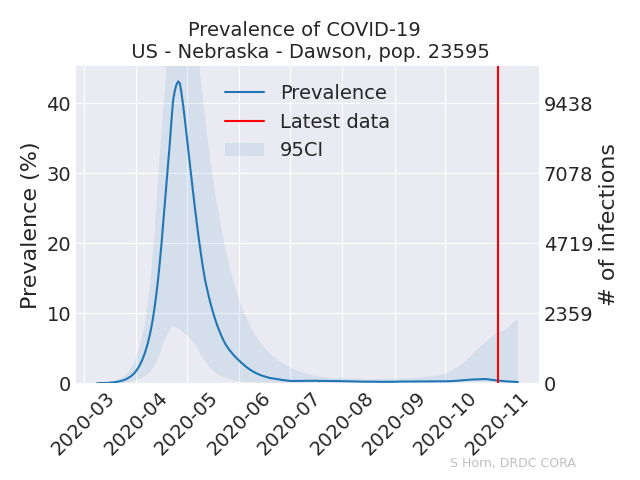 Prevalence of COVID-19
US - Nebraska - Dawson, pop. 23595
Prevalence (%)
40
30
20
10
0
Prevalence
Latest data
95CI
9438
7078
4719
2359
0
# of infections
2020-03
2020-04
2020-05
2020-06
2020-07
2020-08
2020-09
2020-10
2020-11
S Horn, DRDC CORA